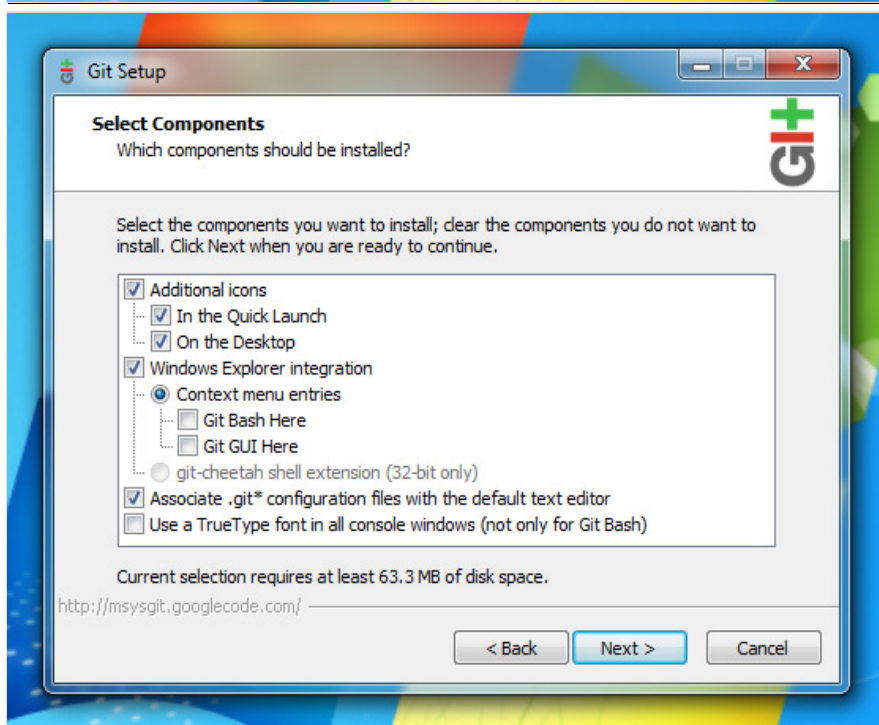 Git Setup
Select Components
Which components should be installed?
Git
Select the components you want to install; clear the components you do not want to
install. Click Next when you are ready to continue.
Additional icons
In the Quick Launch
On the Desktop
Windows Explorer integration
Context menu entries
Git Bash Here
Git GUI Here
git-cheetah shell extension (32-bit only)
Associate .git* configuration files with the default text editor
Use a TrueType font in all console windows (not only for Git Bash)
Current selection requires at least 63.3 MB of disk space.
http://msysgit.googlecode.com/
< Back Next > Cancel